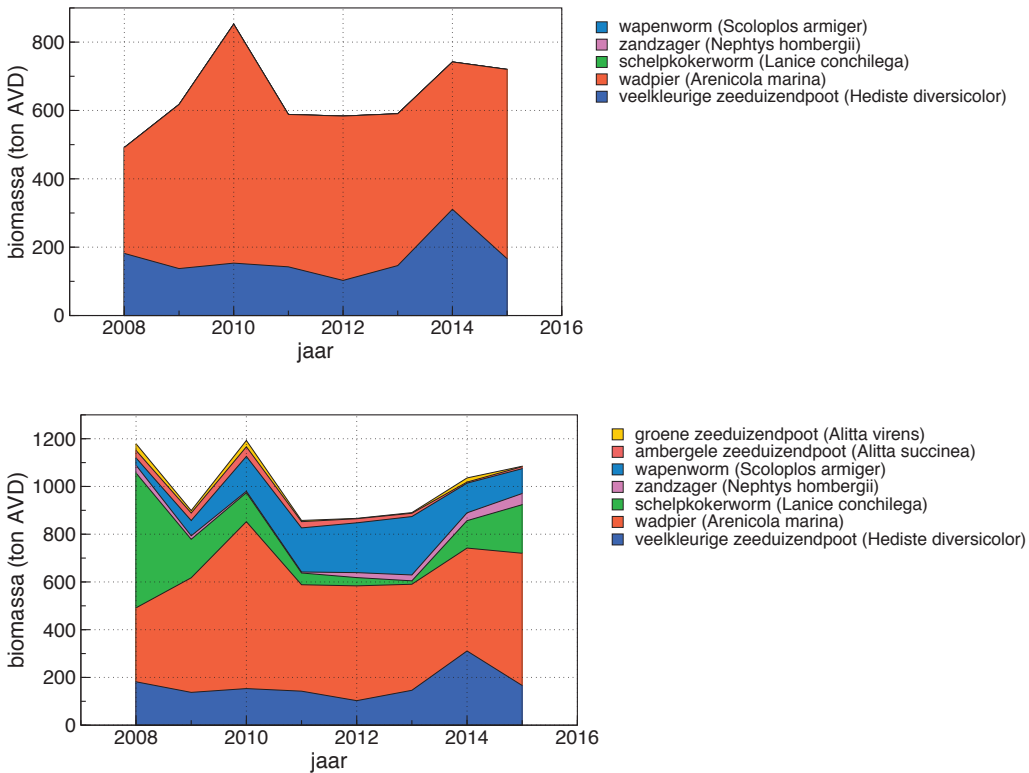 800
600
400
200
0
biomassa (ton AVD)
2008 2010 2012 2014 2016
jaar
wapenworm (Scoloplos armiger)
zandzager (Nephtys hombergii)
schelpkokerworm (Lanice conchilega)
wadpier (Arenicola marina)
veelkleurige zeeduizendpoot (Hediste diversicolor)
1200
1000
800
600
400
200
0
biomassa (ton AVD)
2008 2010 2012 2014 2016
jaar
groene zeeduizendpoot (Alitta virens)
ambergele zeeduizendpoot (Alitta succinea)
wapenworm (Scoloplos armiger)
zandzager (Nephtys hombergii)
schelpkokerworm (Lanice conchilega)
wadpier (Arenicola marina)
veelkleurige zeeduizendpoot (Hediste diversicolor)